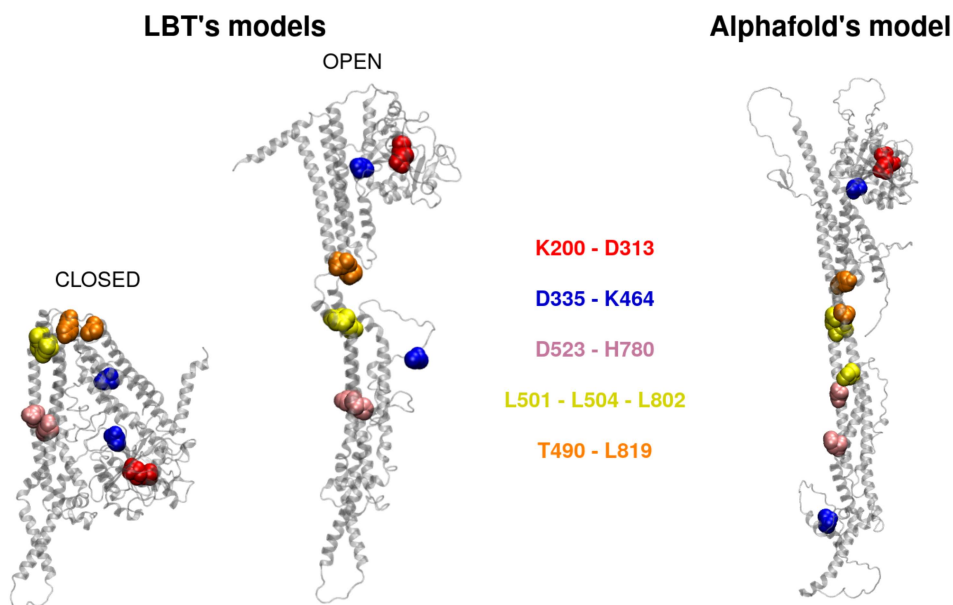 LBT's models
Alphafold's model
OPEN
CLOSED
K200 - D313
D335 - K464
D523 - H780
L501 - L504 - L802
T490 - L819